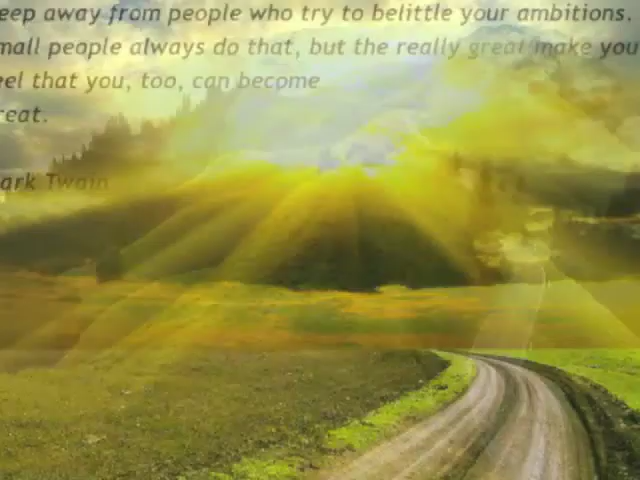 eep away from people who try to belittle your ambitions.
mall people always do that, but the really great make you
eel that you, too, can become
reat.
ark Twain